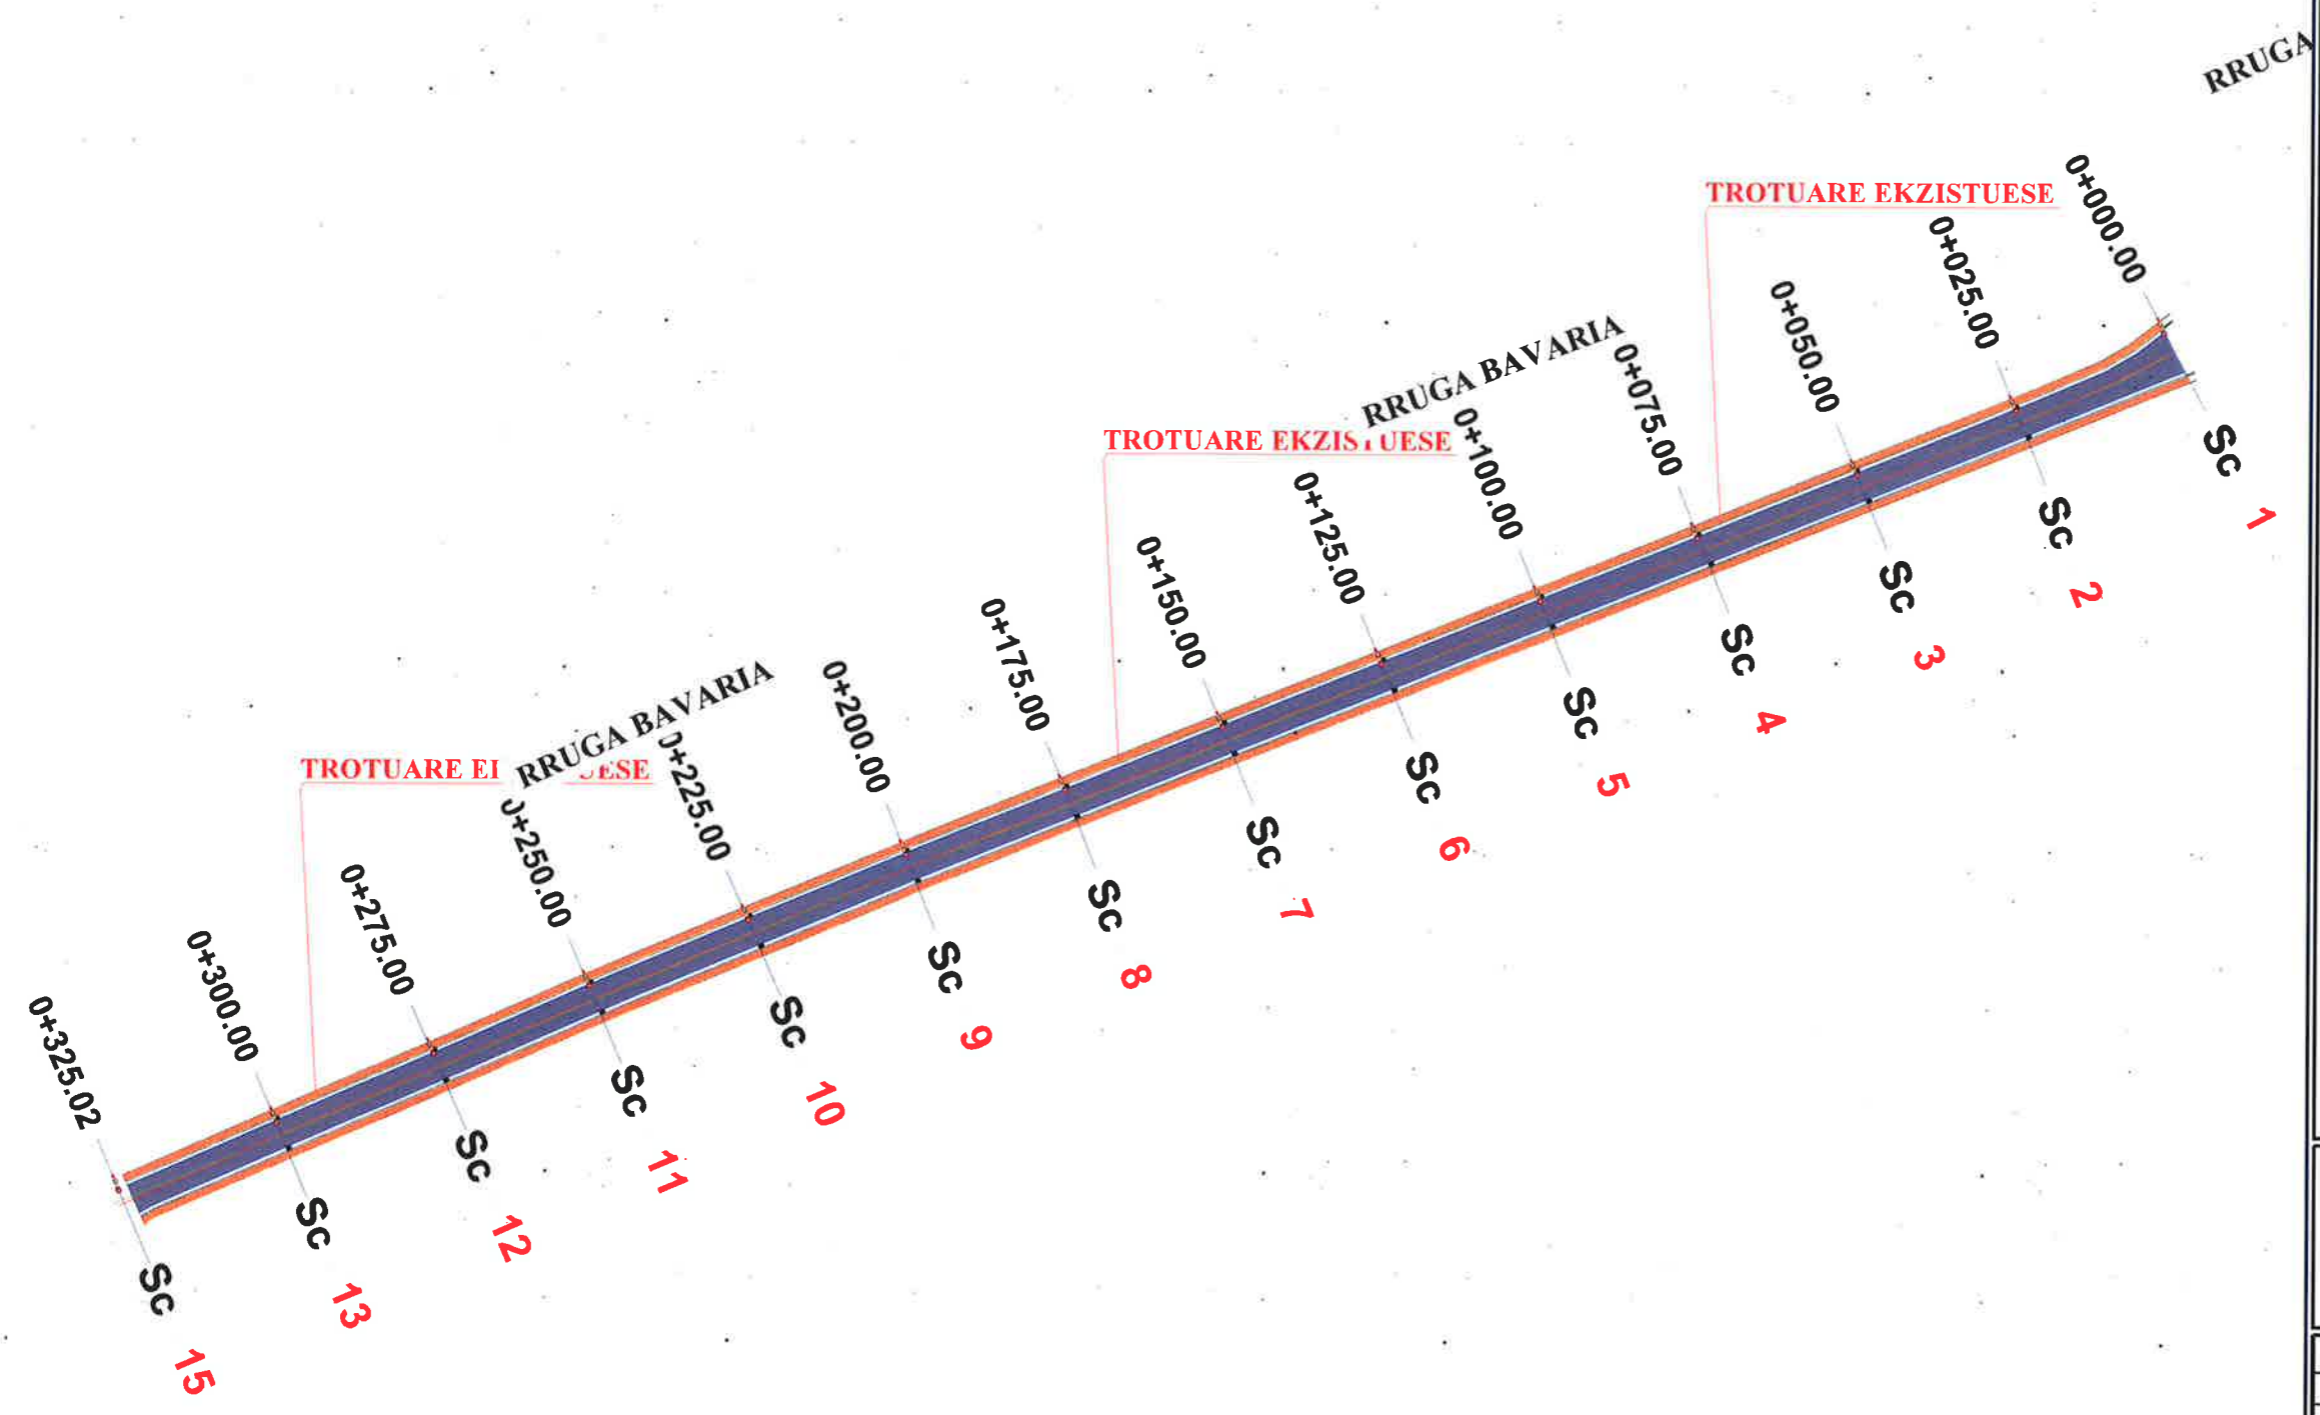 RRUGA
TROTUARE EKZISTUESE
0+000.00
0+025.00
0+050.00
RRUGA BAVARIA
0+075.00
TROTUARE EKZISTUESE
0+100.00
0+125.00
0+150.00
0+175.00
RRUGA BAVARIA
0+200.00
0+225.00
TROTUARE
0+250.00
0+275.00
0+300.00
0+325.02
Sc 1
Sc 2
Sc 3
Sc 4
Sc 5
Sc 6
Sc 7
Sc 8
Sc 9
Sc 10
Sc 11
Sc 12
Sc 13
Sc 15